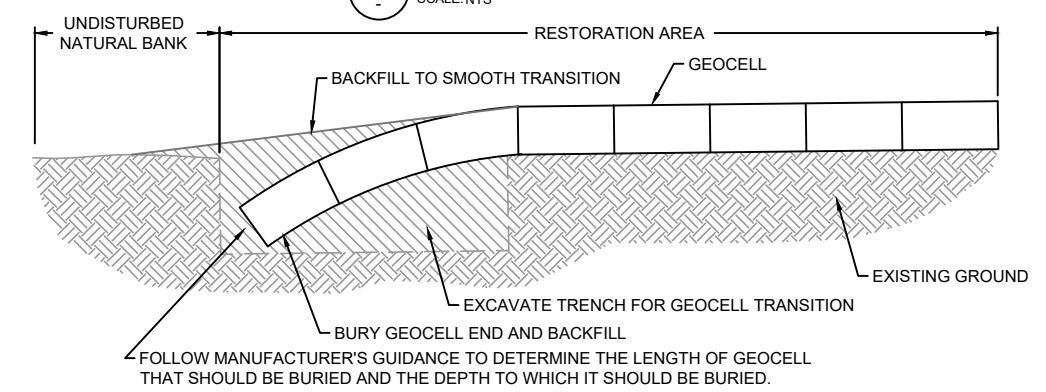 -
SCALE: NTS
UNDISTURBED
NATURAL BANK
RESTORATION AREA
BACKFILL TO SMOOTH TRANSITION
GEOCELL
EXISTING GROUND
EXCAVATE TRENCH FOR GEOCELL TRANSITION
BURY GEOCELL END AND BACKFILL
FOLLOW MANUFACTURER'S GUIDANCE TO DETERMINE THE LENGTH OF GEOCELL
THAT SHOULD BE BURIED AND THE DEPTH TO WHICH IT SHOULD BE BURIED.